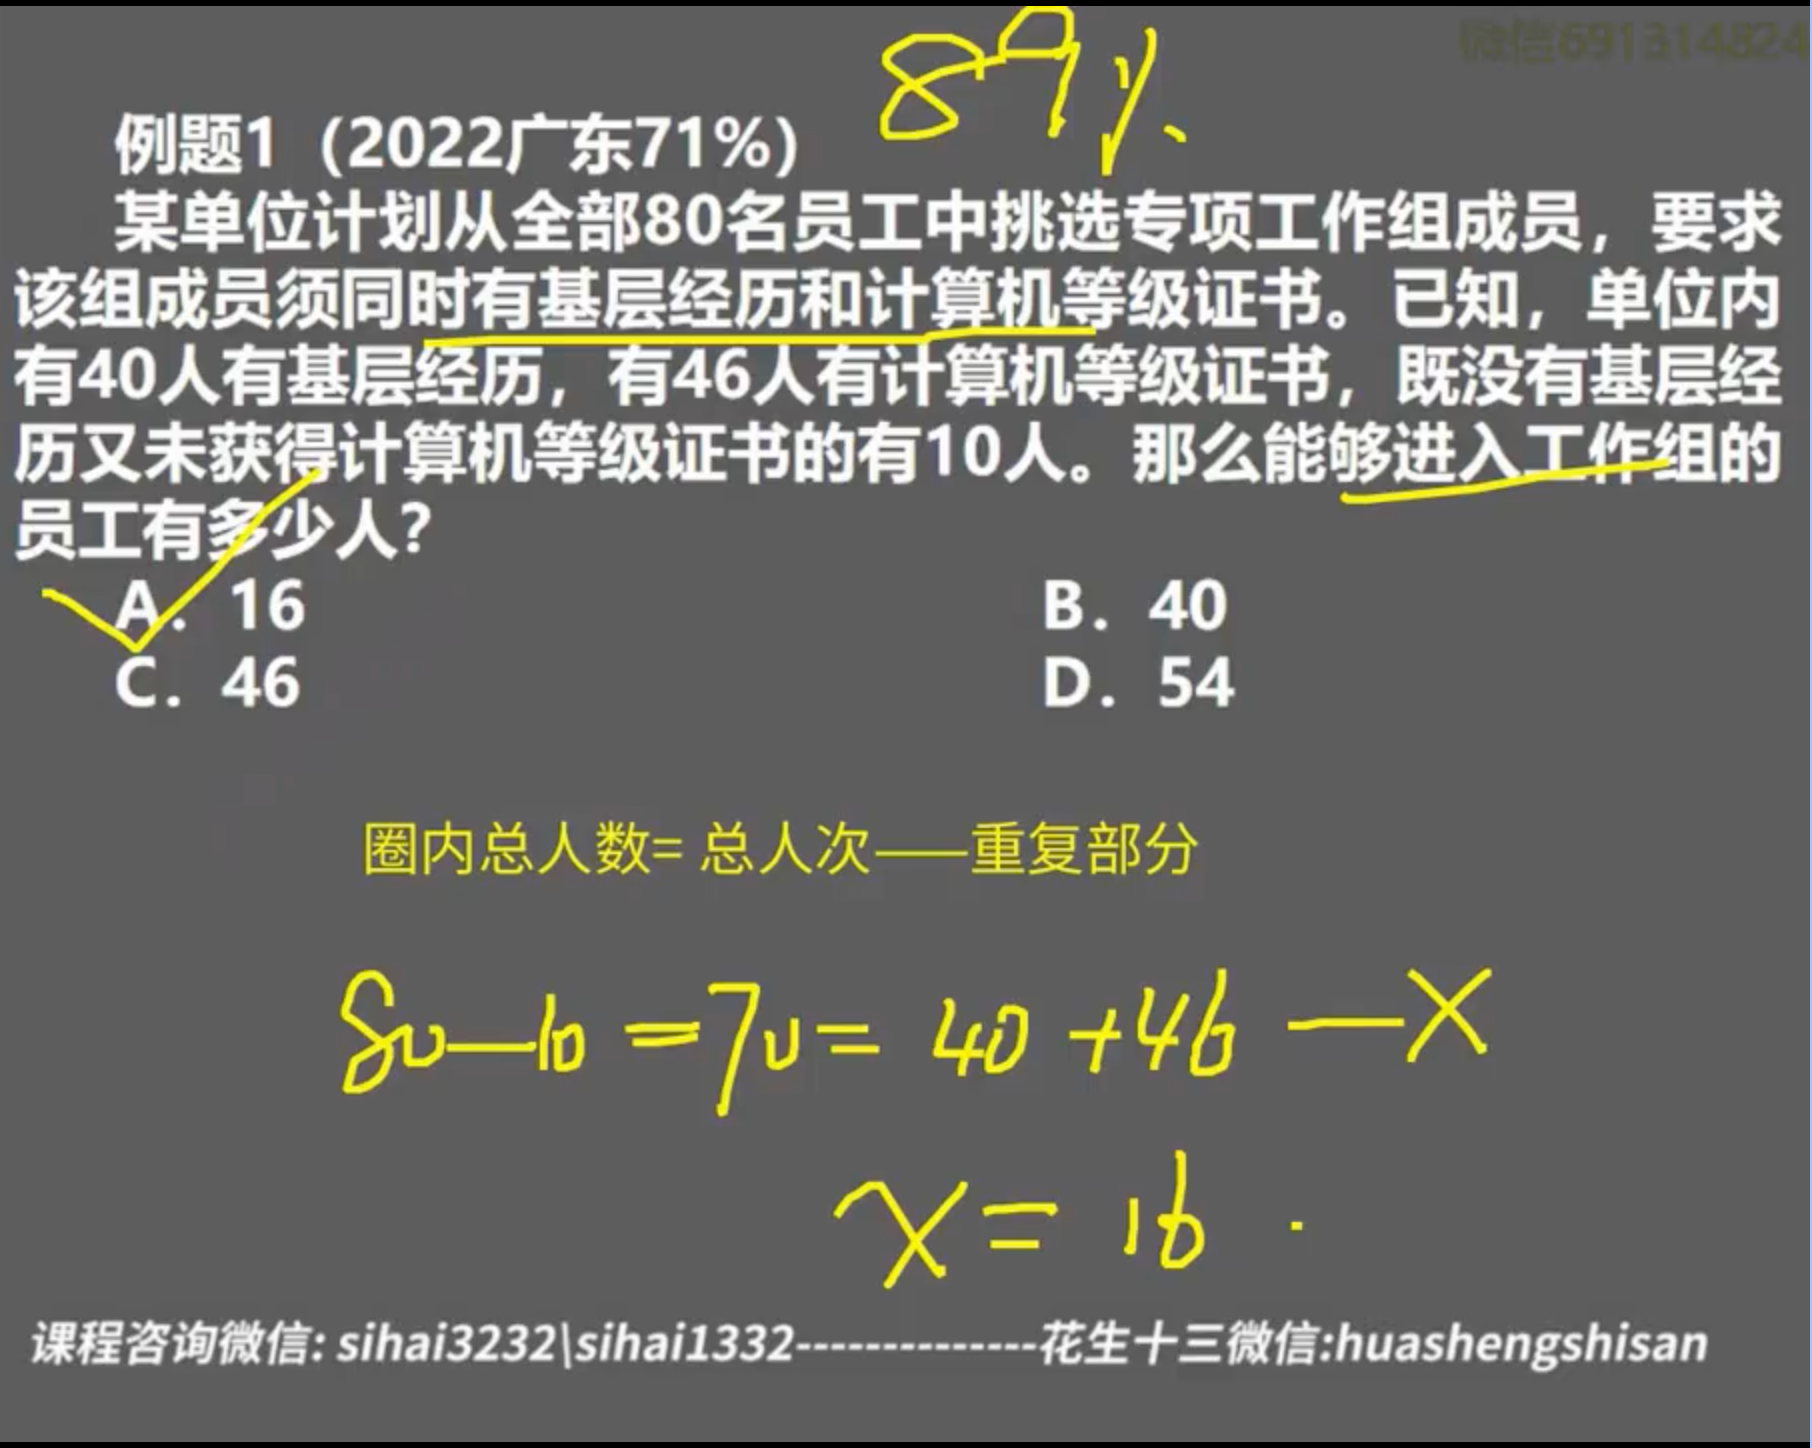 微信691314824
89%
例题1（2022广东71%）
某单位计划从全部80名员工中挑选专项工作组成员，要求
该组成员须同时有基层经历和计算机等级证书。已知，单位内
有40人有基层经历，有46人有计算机等级证书，既没有基层经
历又未获得计算机等级证书的有10人。那么能够进入工作组的
员工有多少人？
A. 16 B. 40
C. 46 D. 54
圈内总人数= 总人次——重复部分
80—10=70=40+46—X
X=16
课程咨询微信: sihai3232\sihai1332--------------花生十三微信:huashengshisan